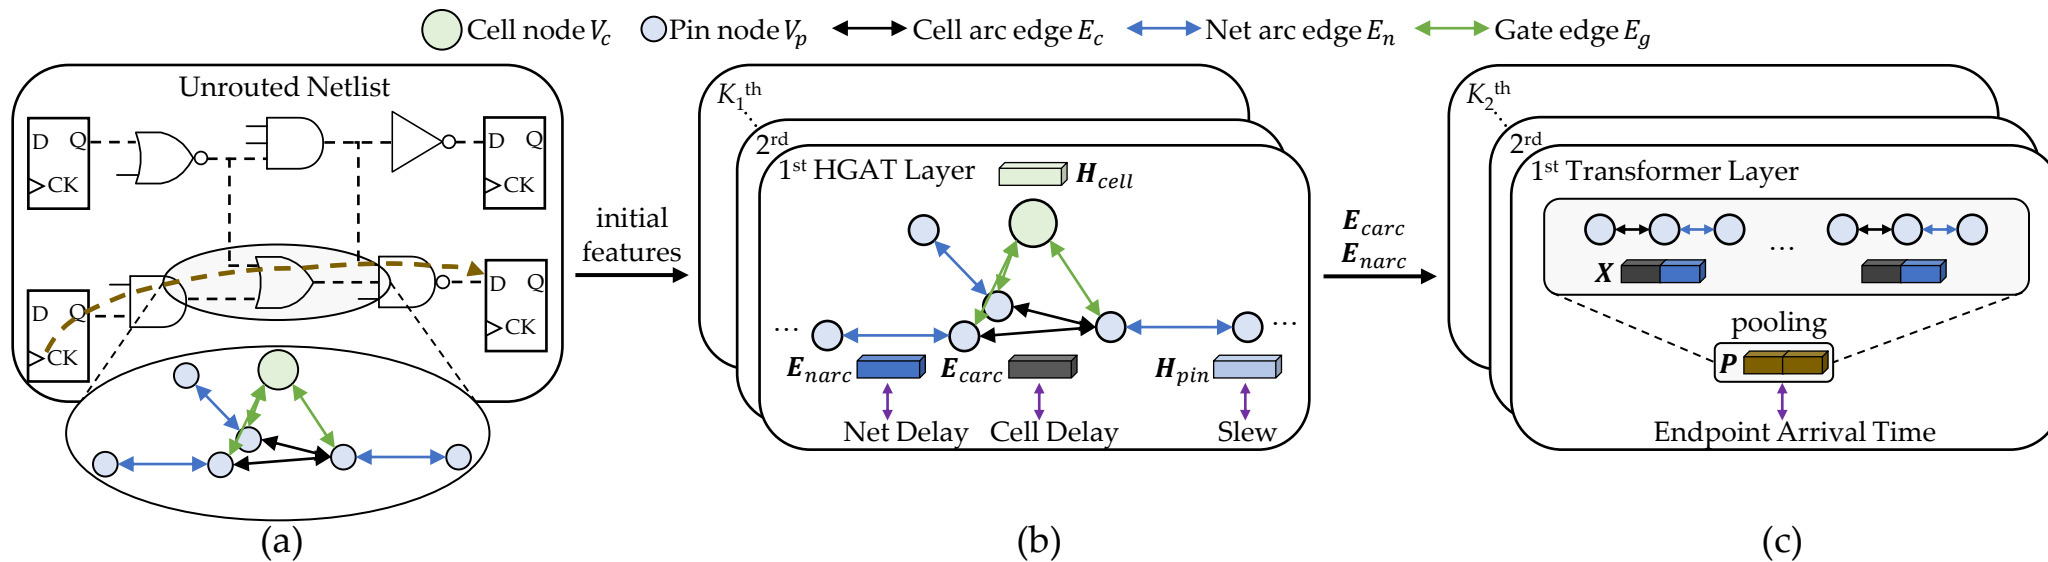 Cell node V_c Pin node V_p Cell arc edge E_c Net arc edge E_n Gate edge E_g
Unrouted Netlist
D Q
CK
D Q
CK
D Q
CK
D Q
CK
(a)
initial
features
K_1^th
2^rd
1^st HGAT Layer
H_cell
...
...
E_narc
E_carc
H_pin
Net Delay
Cell Delay
Slew
(b)
E_carc
E_narc
K_2^th
2^rd
1^st Transformer Layer
...
X
pooling
P
Endpoint Arrival Time
(c)